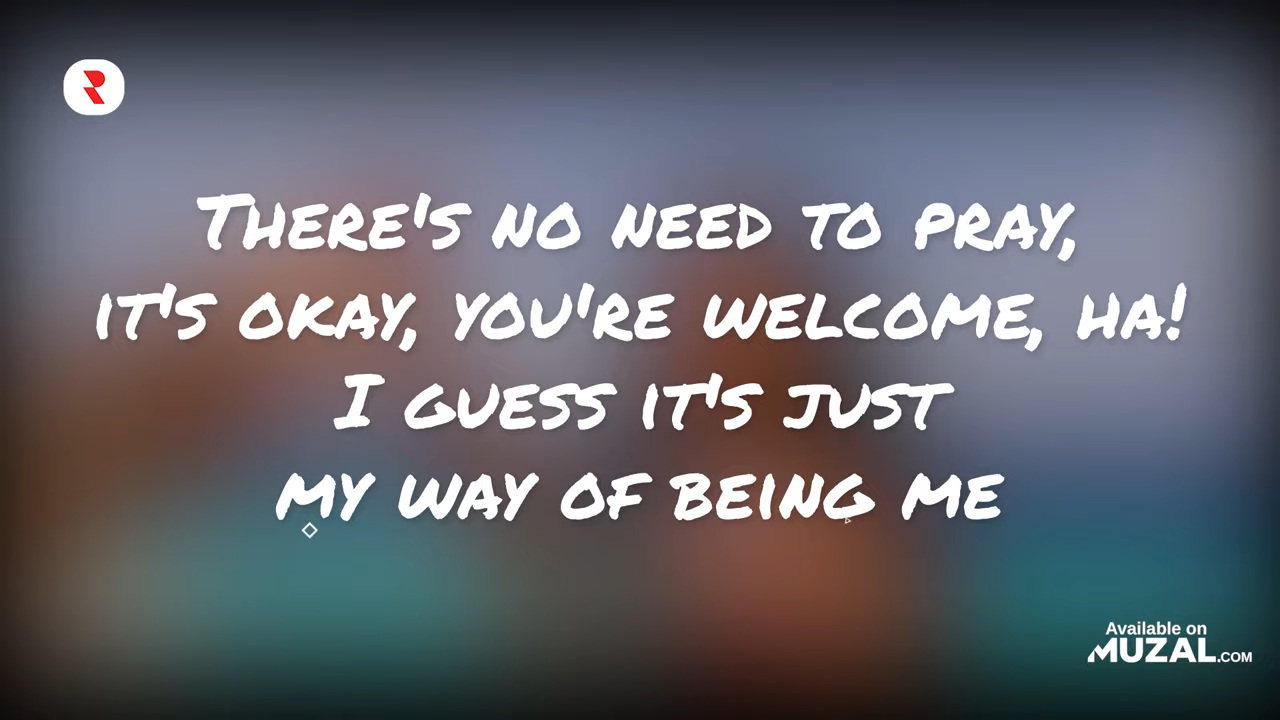 There's no need to pray,
it's okay, you're welcome, ha!
I guess it's just
my way of being me
Available on
MUZAL.COM